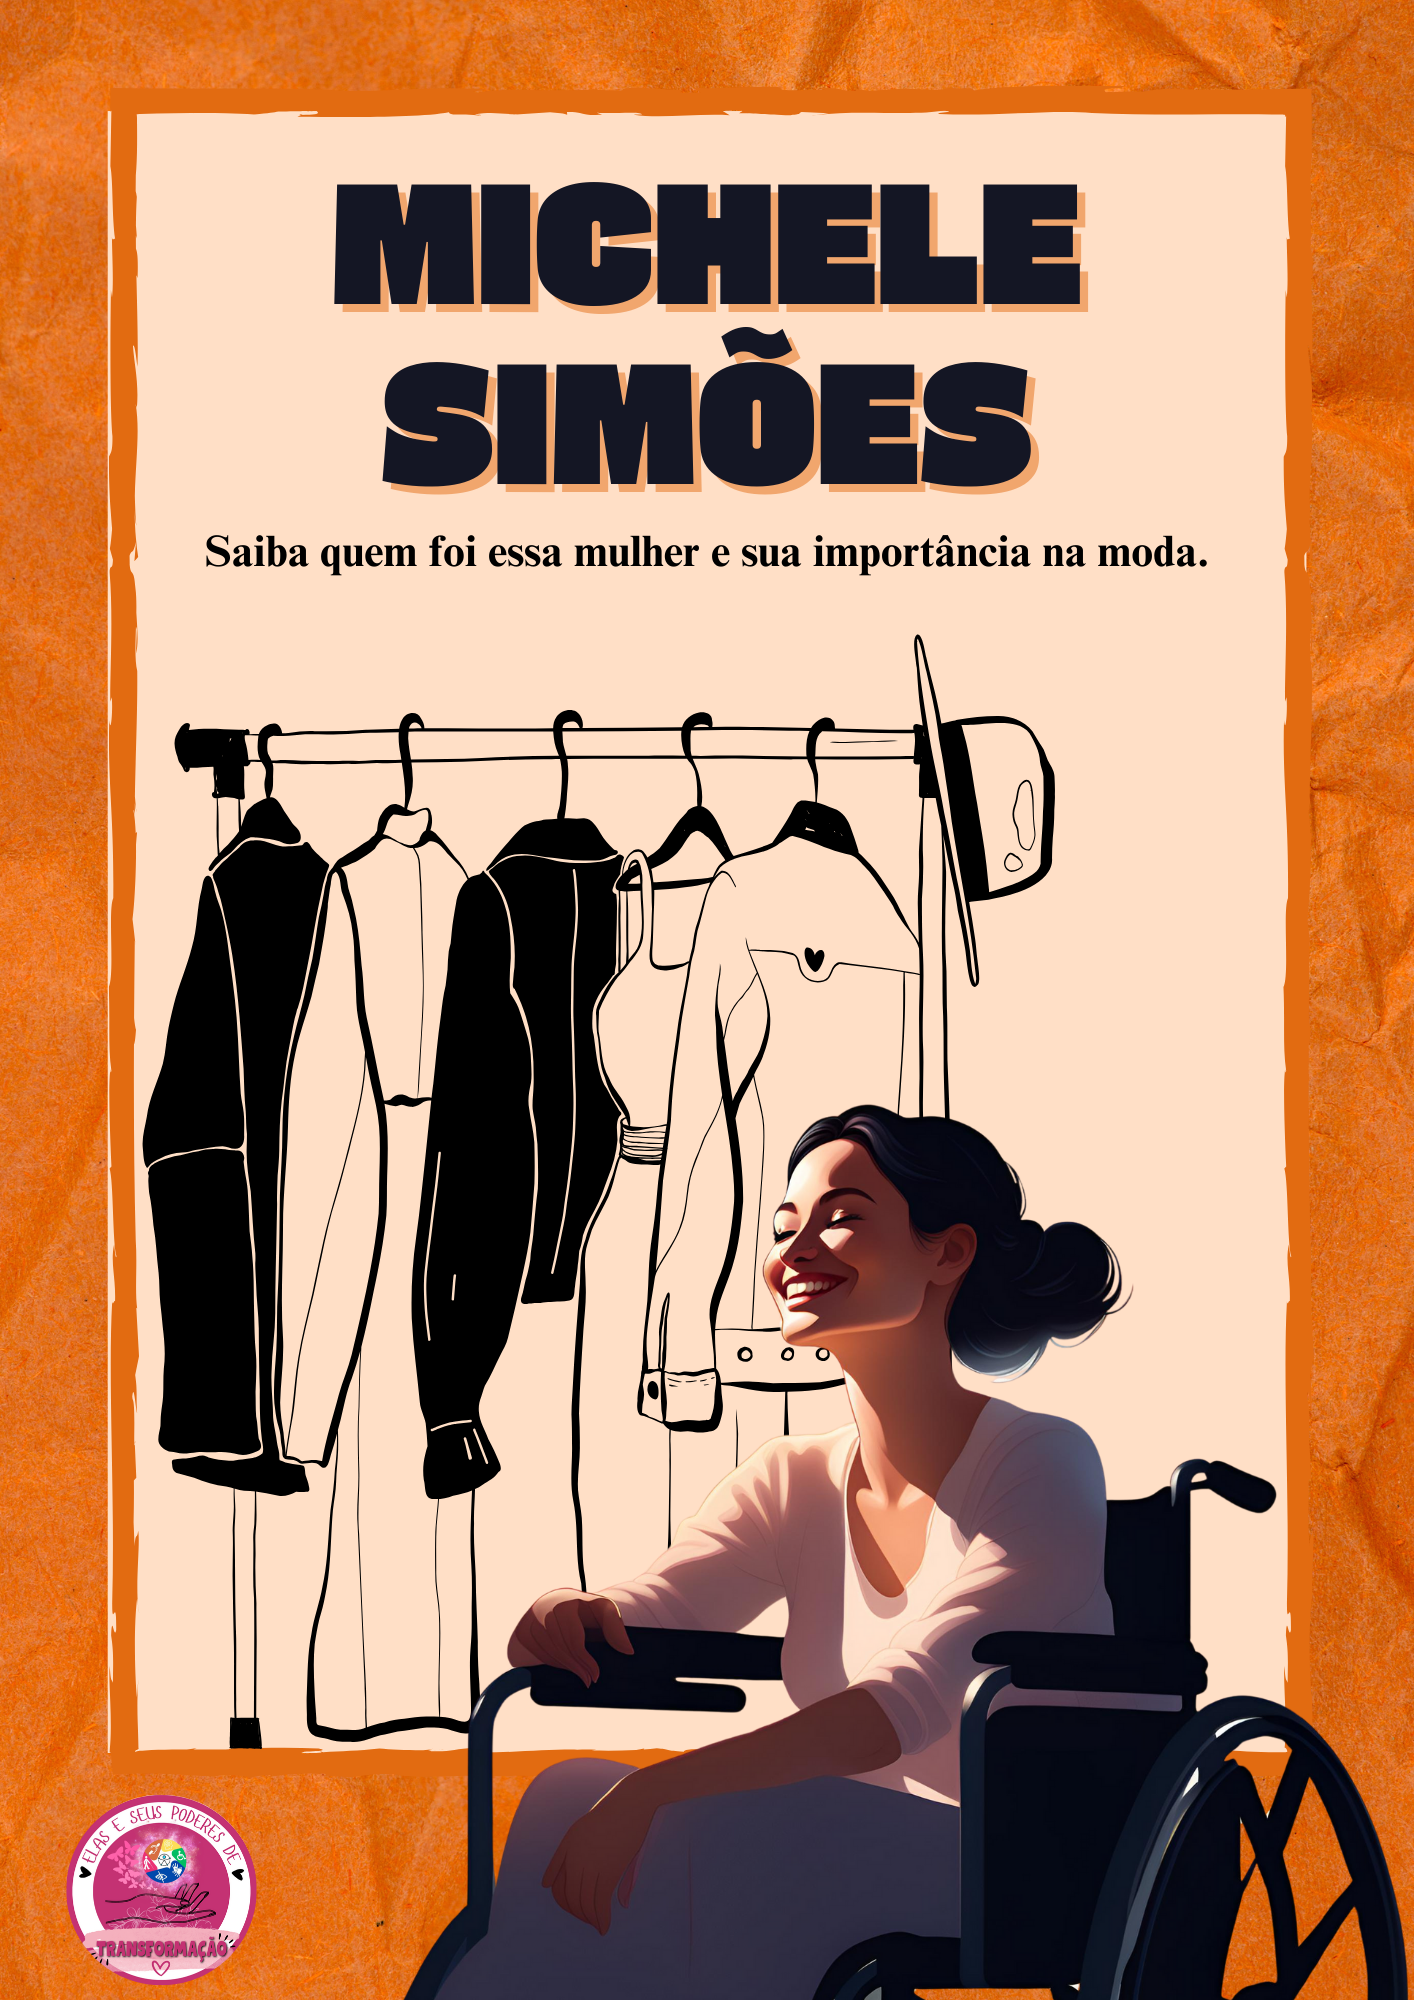 MICHELE
SIMÕES
Saiba quem foi essa mulher e sua importância na moda.
ELAS E SEUS PODERES DE
TRANSFORMAÇÃO